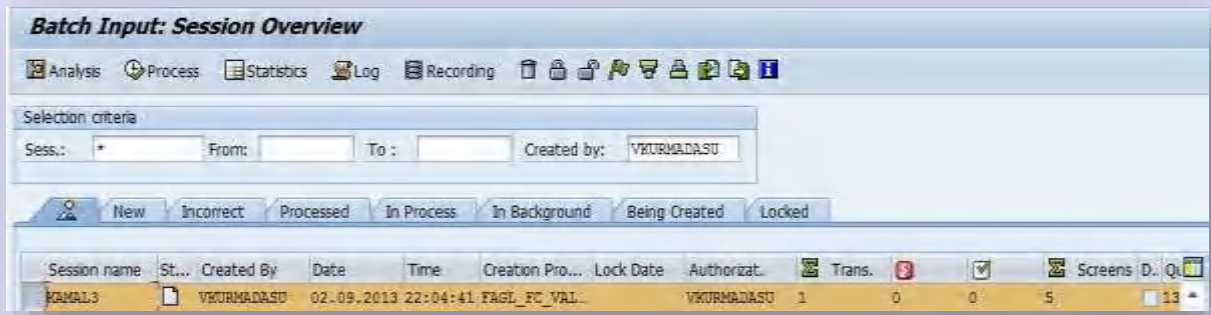 Batch Input: Session Overview
Analysis Process Statistics Log Recording
Selection criteria
Sess.: * From: To : Created by: VKURMADASU
New Incorrect Processed In Process In Background Being Created Locked
Session name St... Created By Date Time Creation Pro... Lock Date Authorizat. Trans. Screens D.. QU
KAMAL3 VKURMADASU 02.09.2013 22:04:41 FAGL_FC_VAL.. VKURMADASU 1 0 0 5 13